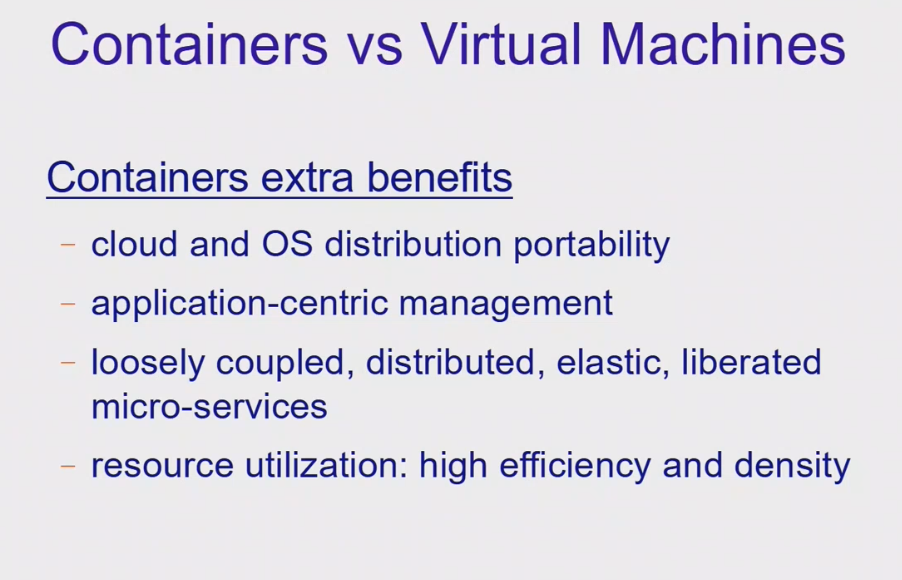 Containers vs Virtual Machines
Containers extra benefits
– cloud and OS distribution portability
– application-centric management
– loosely coupled, distributed, elastic, liberated
micro-services
– resource utilization: high efficiency and density